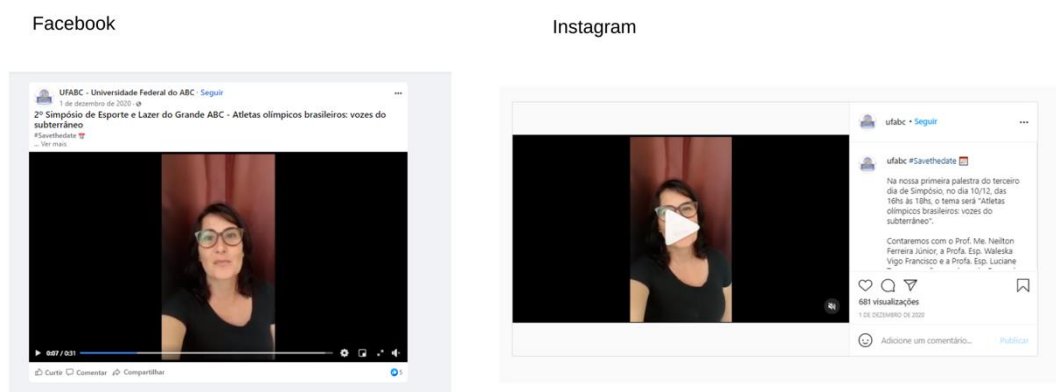 Facebook
Instagram
UFABC - Universidade Federal do ABC · Seguir
1 de dezembro de 2020 ·
2º Simpósio de Esporte e Lazer do Grande ABC - Atletas olímpicos brasileiros: vozes do
subterrâneo
#Savethedate
... Ver mais
0:07 / 0:31
Curtir Comentar Compartilhar
5
ufabc • Seguir
ufabc #Savethedate
Na nossa primeira palestra do terceiro
dia de Simpósio, no dia 10/12, das
16hs às 18hs, o tema será "Atletas
olímpicos brasileiros: vozes do
subterrâneo".
Contaremos com o Prof. Me. Neilton
Ferreira Júnior, a Profa. Esp. Waleska
Vigo Francisco e a Profa. Esp. Luciane
681 visualizações
1 DE DEZEMBRO DE 2020
Adicione um comentário... Publicar